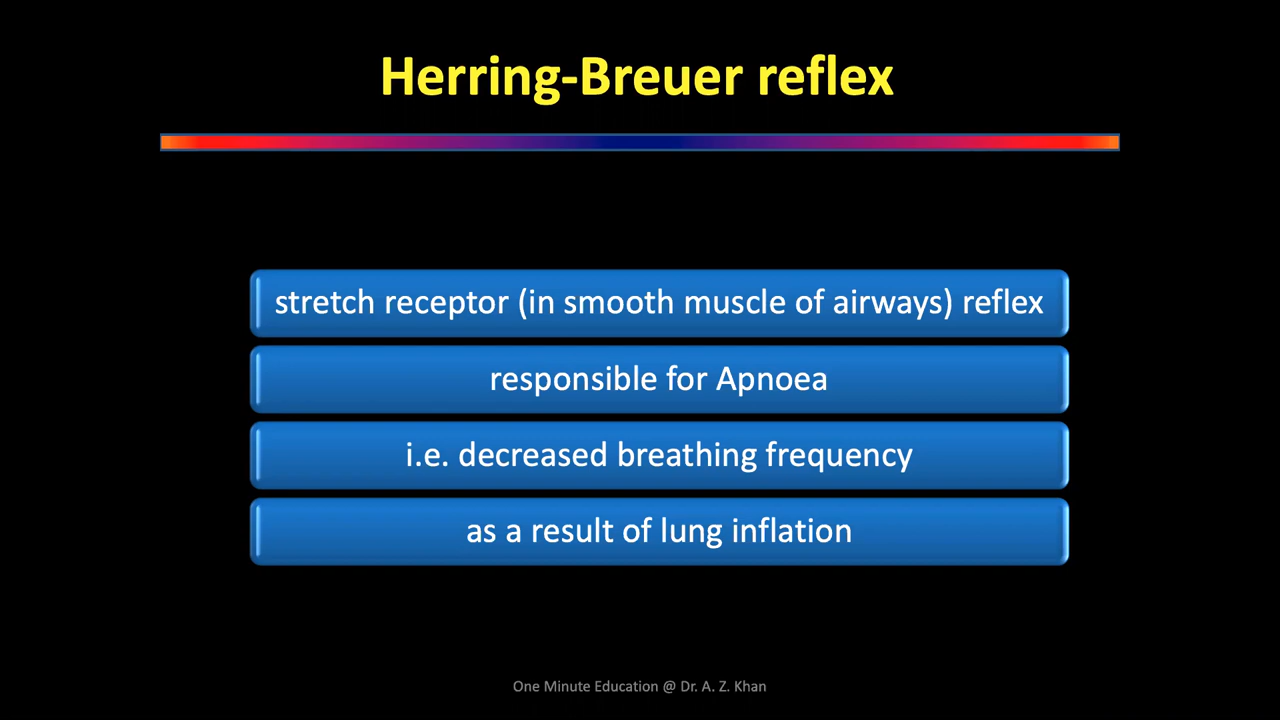 Herring-Breuer reflex
stretch receptor (in smooth muscle of airways) reflex
responsible for Apnoea
i.e. decreased breathing frequency
as a result of lung inflation
One Minute Education @ Dr. A. Z. Khan